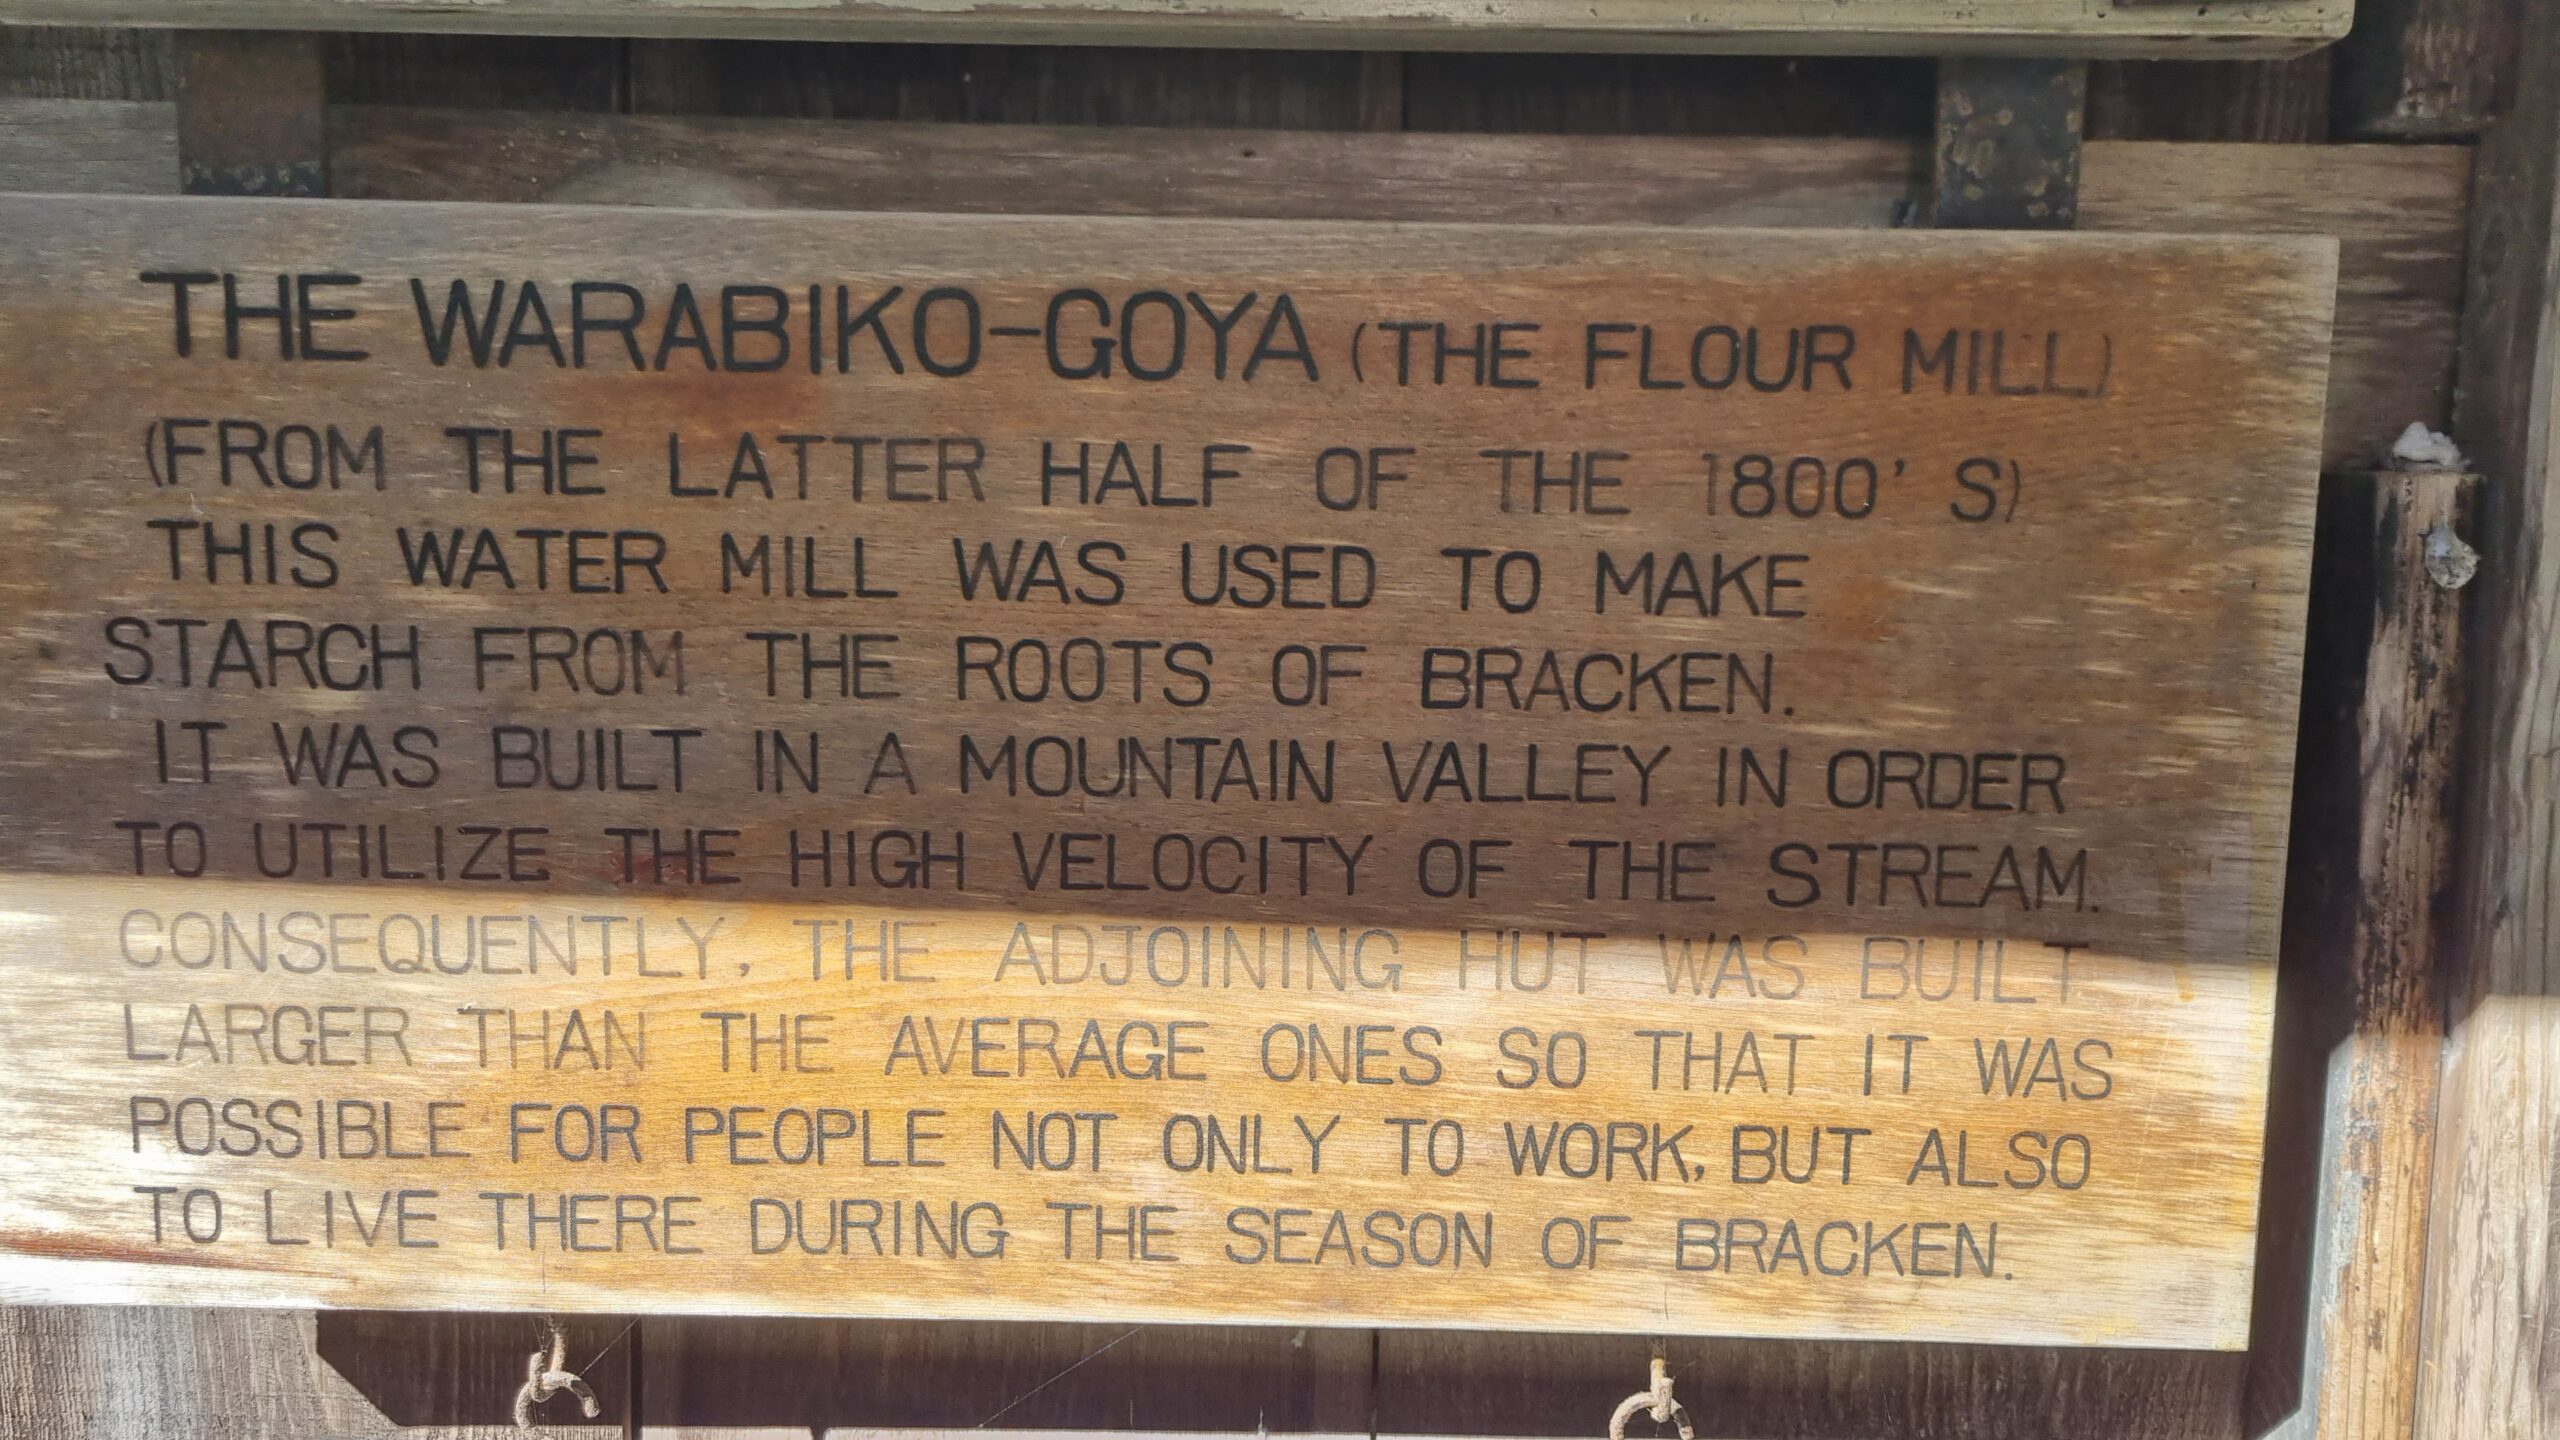 THE WARABIKO-GOYA (THE FLOUR MILL)
(FROM THE LATTER HALF OF THE 1800' S)
THIS WATER MILL WAS USED TO MAKE
STARCH FROM THE ROOTS OF BRACKEN.
IT WAS BUILT IN A MOUNTAIN VALLEY IN ORDER
TO UTILIZE THE HIGH VELOCITY OF THE STREAM.
CONSEQUENTLY, THE ADJOINING HUT WAS BUILT
LARGER THAN THE AVERAGE ONES SO THAT IT WAS
POSSIBLE FOR PEOPLE NOT ONLY TO WORK, BUT ALSO
TO LIVE THERE DURING THE SEASON OF BRACKEN.